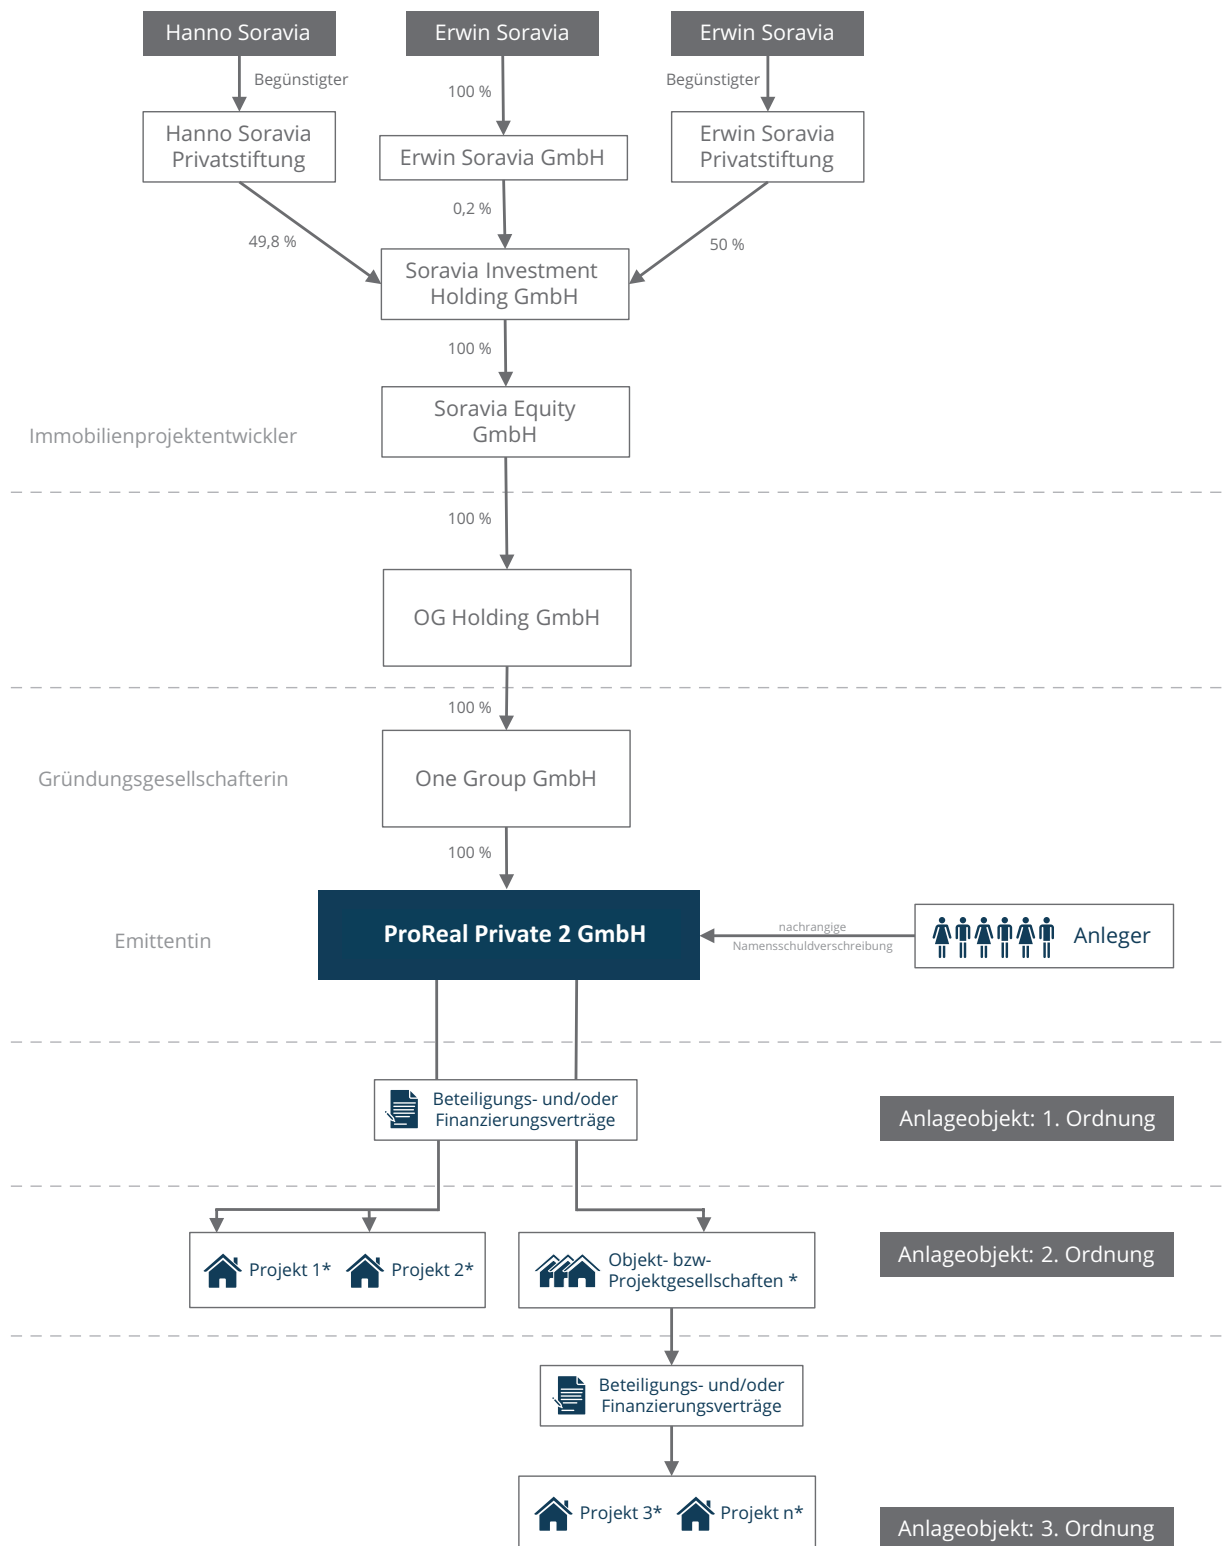 Hanno Soravia
Erwin Soravia
Erwin Soravia
Begünstigter
100 %
Begünstigter
Hanno Soravia
Privatstiftung
Erwin Soravia GmbH
Erwin Soravia
Privatstiftung
49,8 %
0,2 %
50 %
Soravia Investment
Holding GmbH
100 %
Soravia Equity
GmbH
Immobilienprojektentwickler
100 %
OG Holding GmbH
100 %
Gründungsgesellschafterin
One Group GmbH
100 %
Emittentin
ProReal Private 2 GmbH
nachrangige
Namensschuldverschreibung
Anleger
Beteiligungs- und/oder
Finanzierungsverträge
Anlageobjekt: 1. Ordnung
Projekt 1*
Projekt 2*
Objekt- bzw-
Projektgesellschaften *
Anlageobjekt: 2. Ordnung
Beteiligungs- und/oder
Finanzierungsverträge
Projekt 3*
Projekt n*
Anlageobjekt: 3. Ordnung